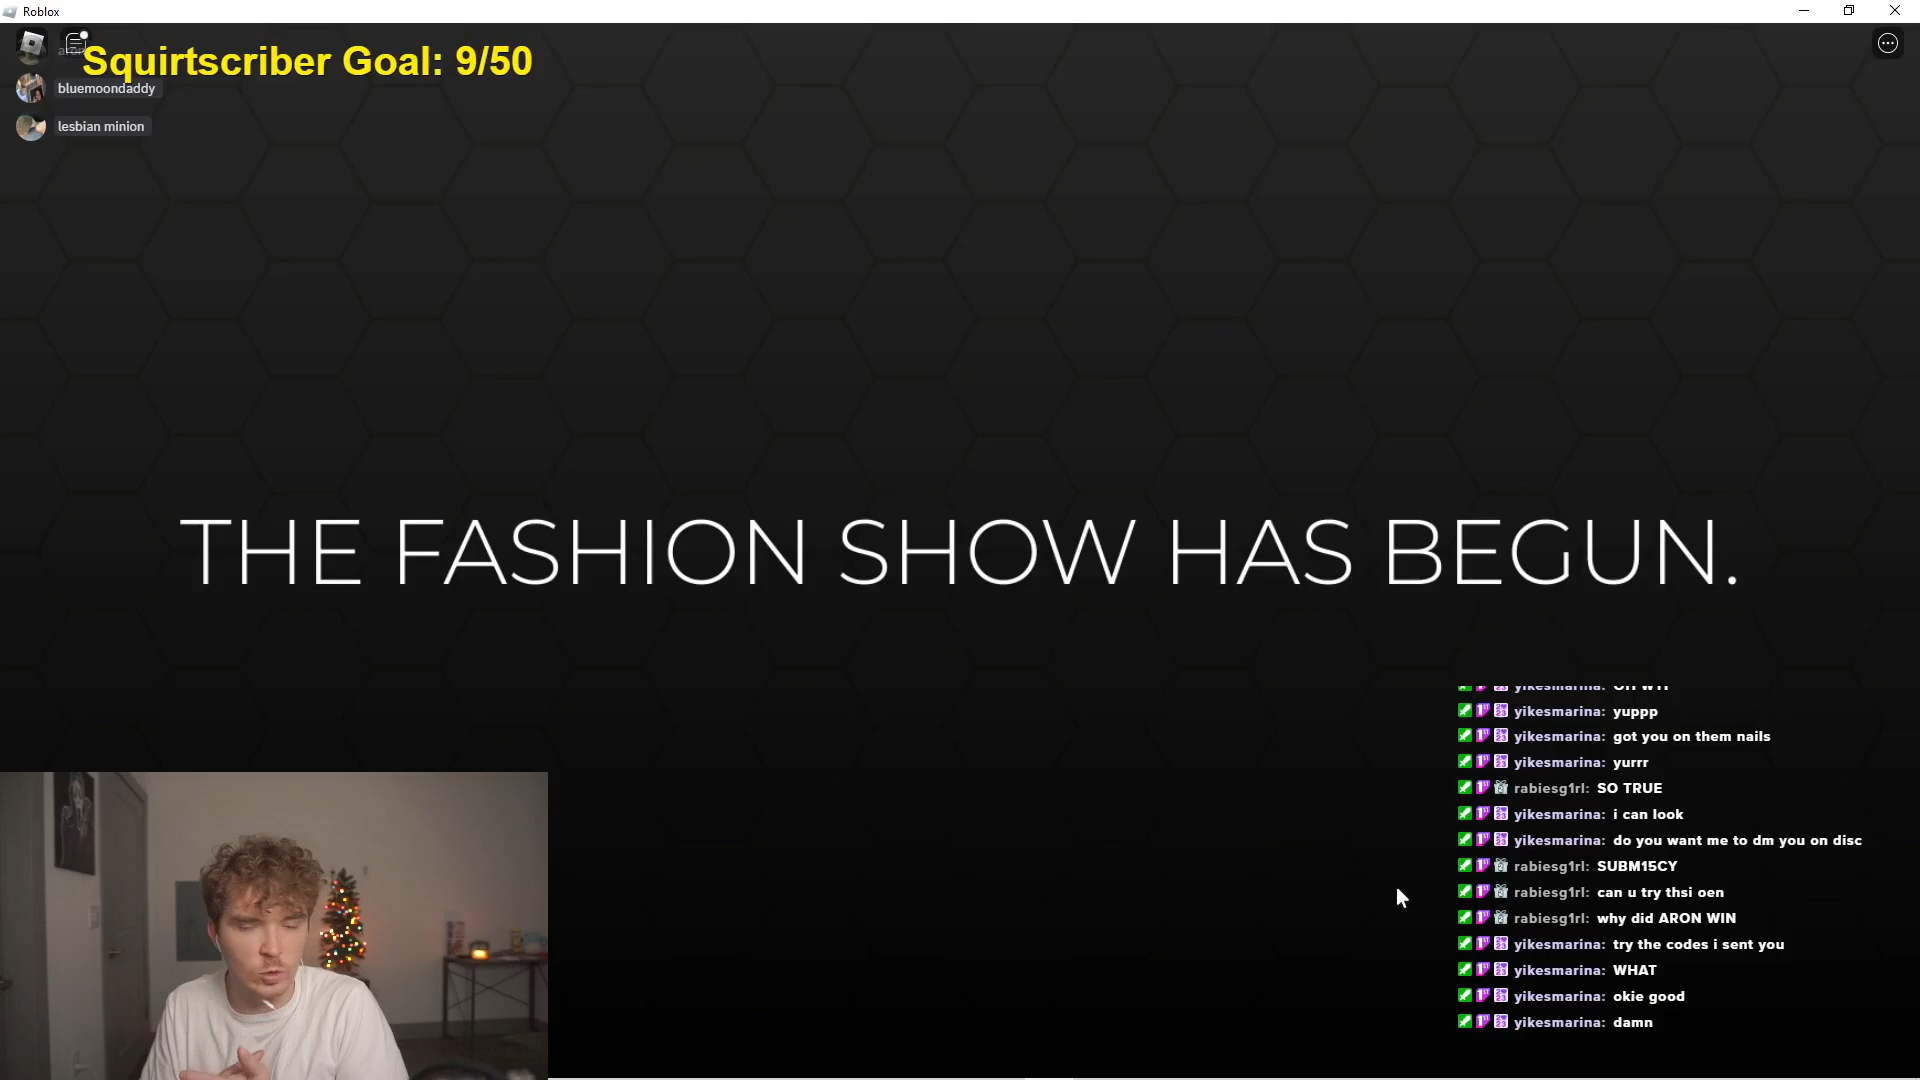 Roblox
Squirtscriber Goal: 9/50
bluemoondaddy
lesbian minion
THE FASHION SHOW HAS BEGUN.
yikesmarina:
yikesmarina: yuppp
yikesmarina: got you on them nails
yikesmarina: yurrr
rabiesg1rl: SO TRUE
yikesmarina: i can look
yikesmarina: do you want me to dm you on disc
rabiesg1rl: SUBM15CY
rabiesg1rl: can u try thsi oen
rabiesg1rl: why did ARON WIN
yikesmarina: try the codes i sent you
yikesmarina: WHAT
yikesmarina: okie good
yikesmarina: damn